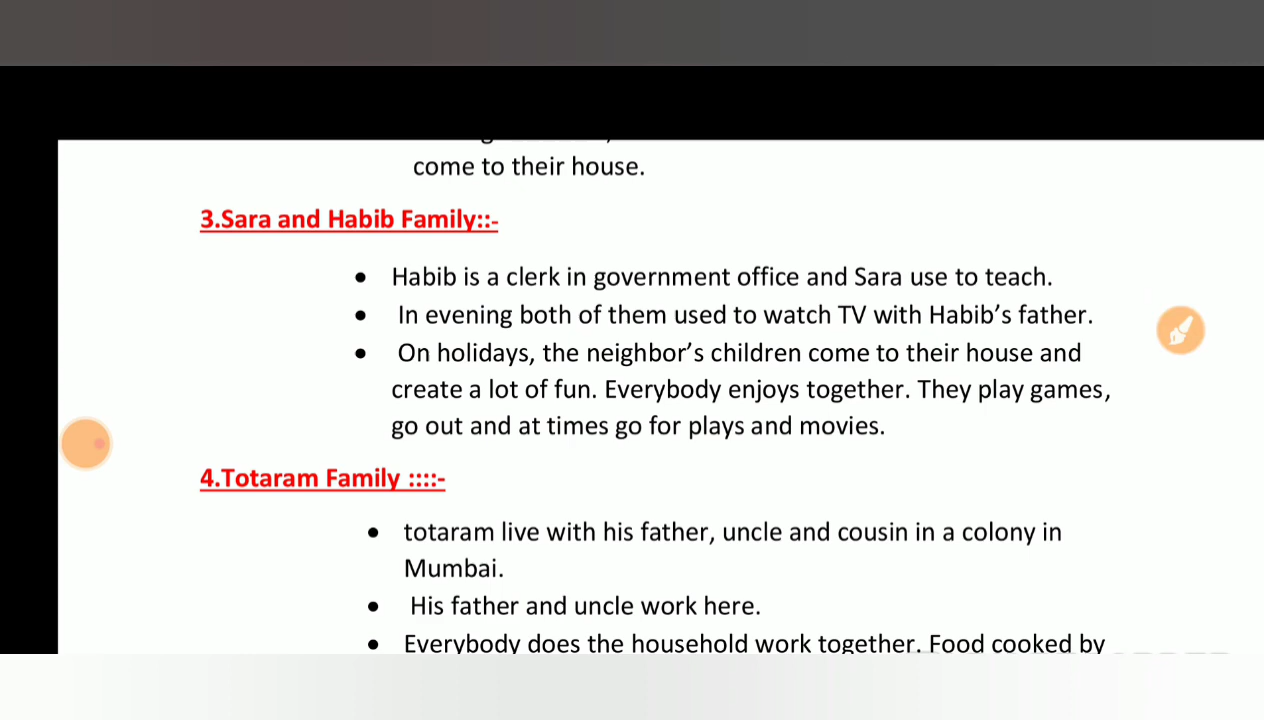 come to their house.
3.Sara and Habib Family::-
• Habib is a clerk in government office and Sara use to teach.
• In evening both of them used to watch TV with Habib’s father.
• On holidays, the neighbor’s children come to their house and
create a lot of fun. Everybody enjoys together. They play games,
go out and at times go for plays and movies.
4.Totaram Family ::::-
• totaram live with his father, uncle and cousin in a colony in
Mumbai.
• His father and uncle work here.
• Everybody does the household work together. Food cooked by